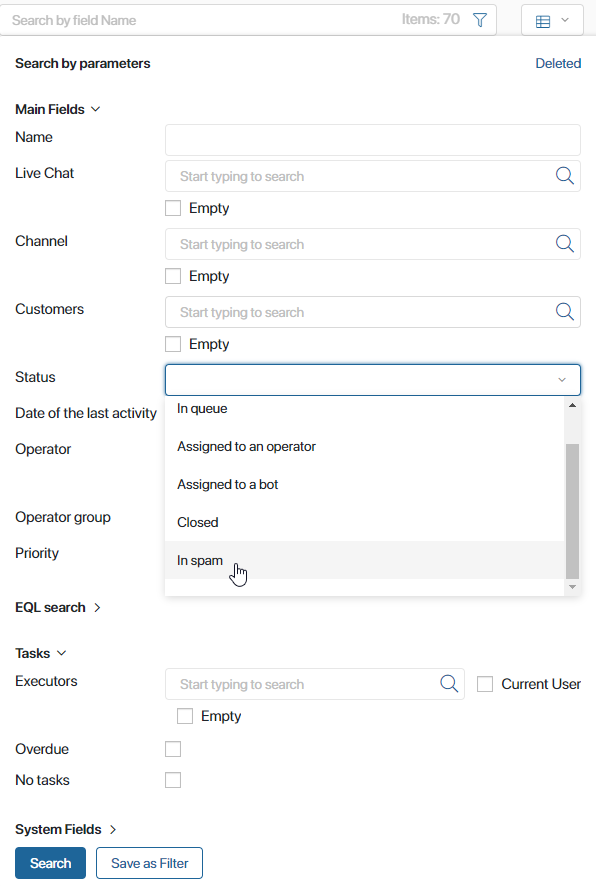 Search by field Name Items: 70
Search by parameters Deleted
Main Fields
Name
Live Chat Start typing to search
Empty
Channel Start typing to search
Empty
Customers Start typing to search
Empty
Status
In queue
Date of the last activity
Assigned to an operator
Operator
Assigned to a bot
Operator group
Closed
Priority
In spam
EQL search
Tasks
Executors Start typing to search Current User
Empty
Overdue
No tasks
System Fields
Search Save as Filter